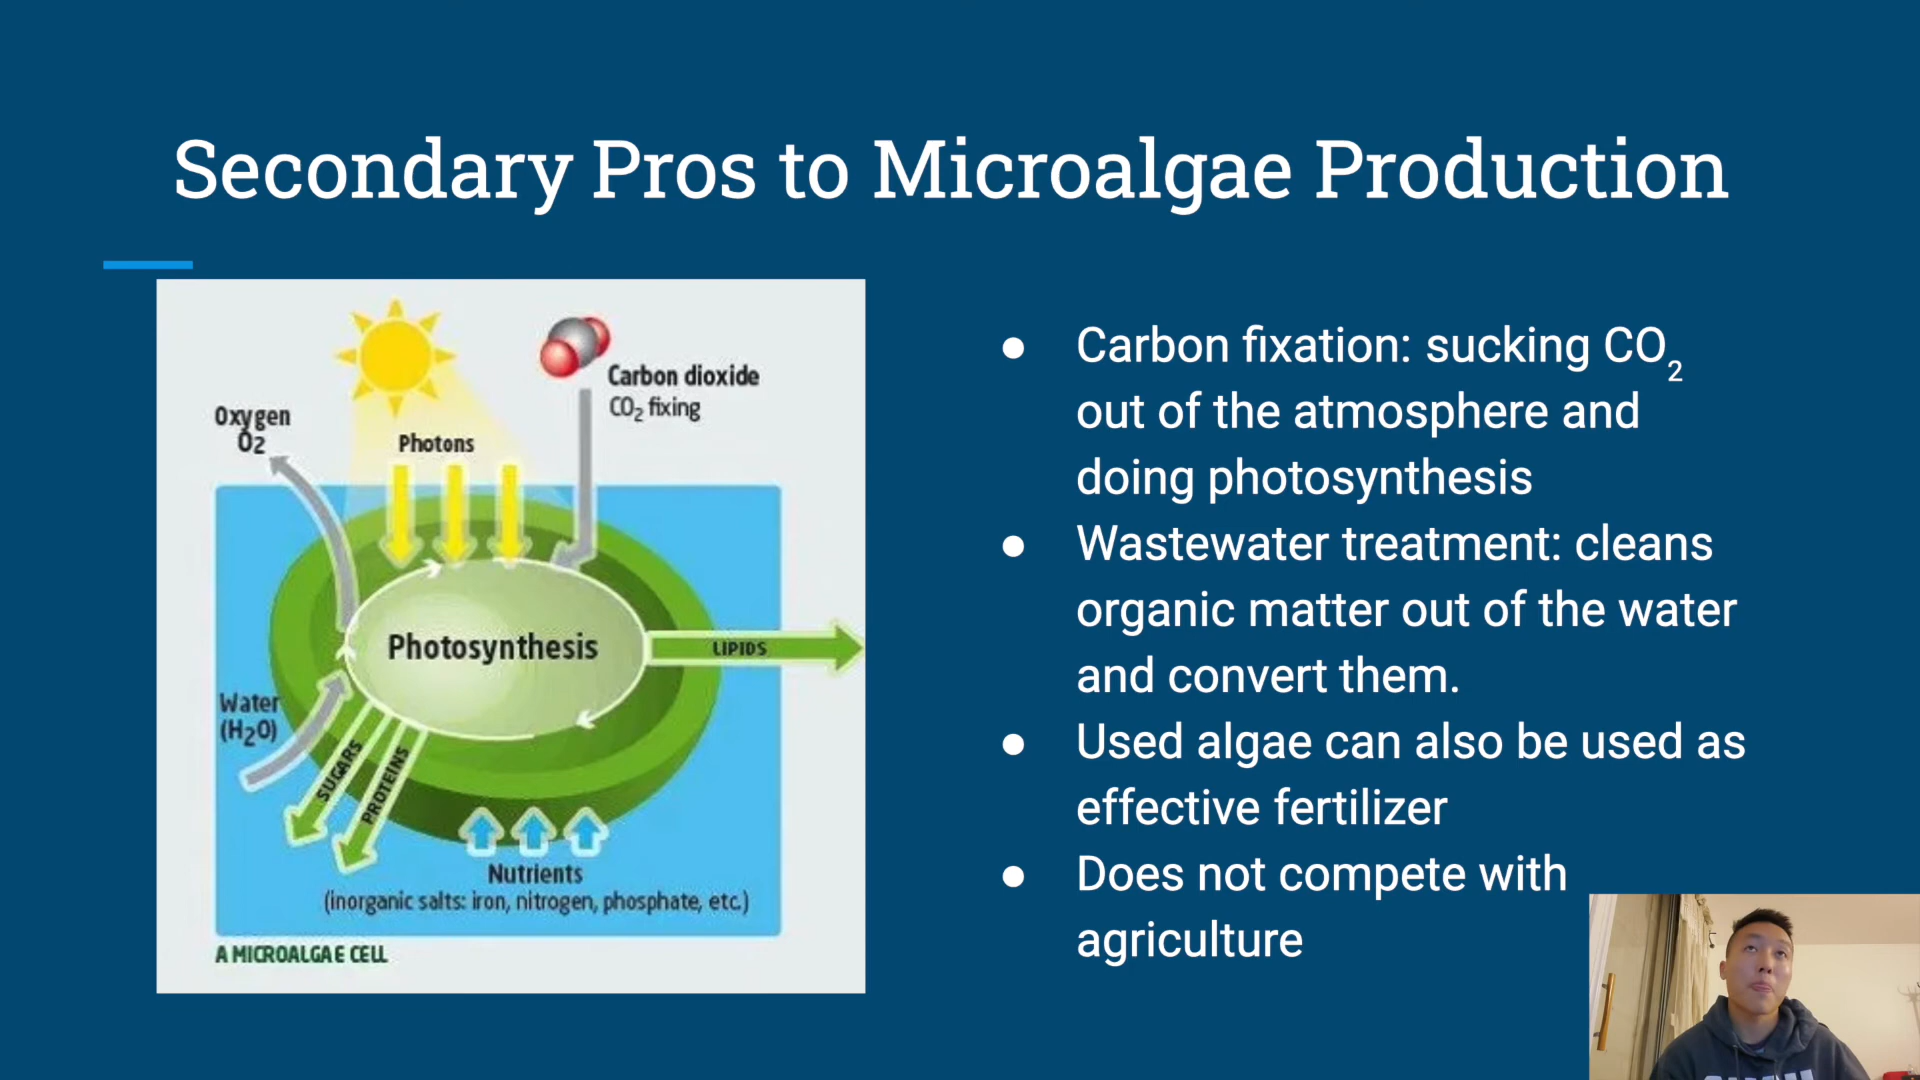 Secondary Pros to Microalgae Production
Oxygen
O2
Photons
Carbon dioxide
CO₂ fixing
Photosynthesis
LIPIDS
Water
(H2O)
SUGARS
PROTEINS
Nutrients
(inorganic salts: iron, nitrogen, phosphate, etc.)
A MICROALGAE CELL
● Carbon fixation: sucking CO₂
out of the atmosphere and
doing photosynthesis
● Wastewater treatment: cleans
organic matter out of the water
and convert them.
● Used algae can also be used as
effective fertilizer
● Does not compete with
agriculture